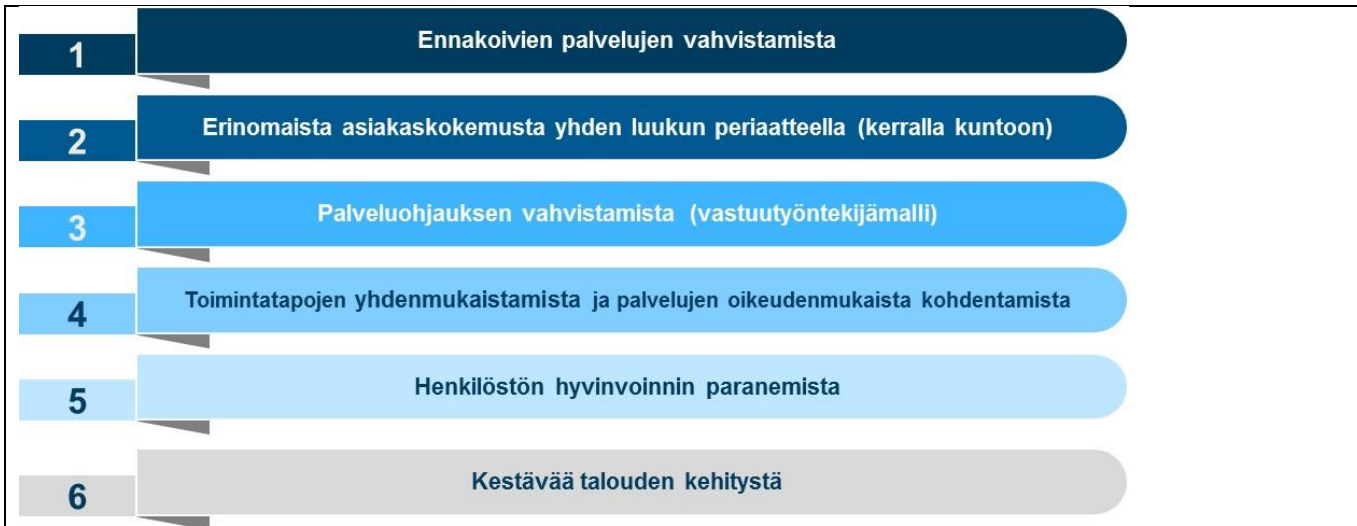 1
Ennakoivien palvelujen vahvistamista
2
Erinomaista asiakaskokemusta yhden luukun periaatteella (kerralla kuntoon)
3
Palveluohjauksen vahvistamista (vastuutyöntekijämalli)
4
Toimintatapojen yhdenmukaistamista ja palvelujen oikeudenmukaista kohdentamista
5
Henkilöstön hyvinvoinnin paranemista
6
Kestävää talouden kehitystä